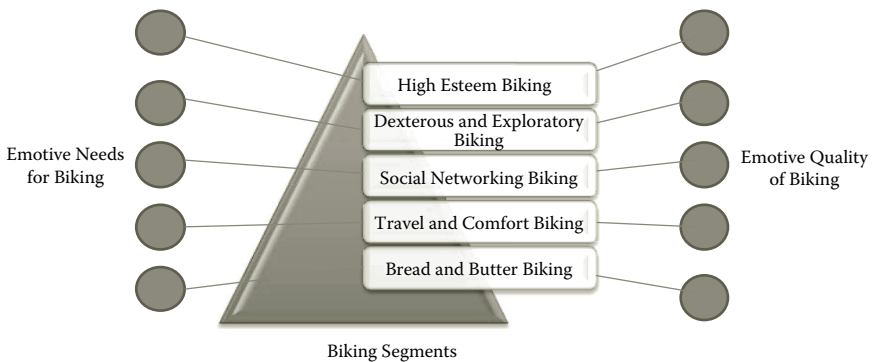 High Esteem Biking
Dexterous and Exploratory
Biking
Emotive Needs
for Biking
Social Networking Biking
Emotive Quality
of Biking
Travel and Comfort Biking
Bread and Butter Biking
Biking Segments